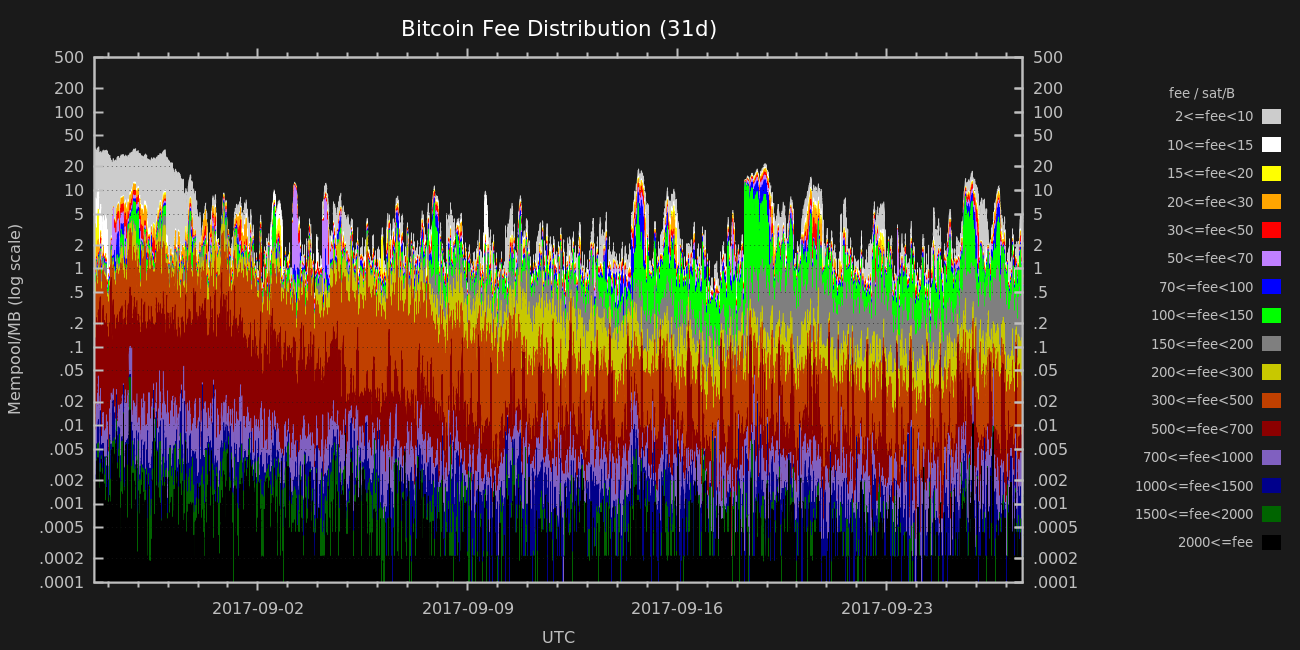 Bitcoin Fee Distribution (31d)
500
200
100
50
20
10
5
2
1
.5
.2
.1
.05
.02
.01
.005
.002
.001
.0005
.0002
.0001
Mempool/MB (log scale)
500
200
100
50
20
10
5
2
1
.5
.2
.1
.05
.02
.01
.005
.002
.001
.0005
.0002
.0001
2017-09-02
2017-09-09
2017-09-16
2017-09-23
UTC
fee / sat/B
2<=fee<10
10<=fee<15
15<=fee<20
20<=fee<30
30<=fee<50
50<=fee<70
70<=fee<100
100<=fee<150
150<=fee<200
200<=fee<300
300<=fee<500
500<=fee<700
700<=fee<1000
1000<=fee<1500
1500<=fee<2000
2000<=fee